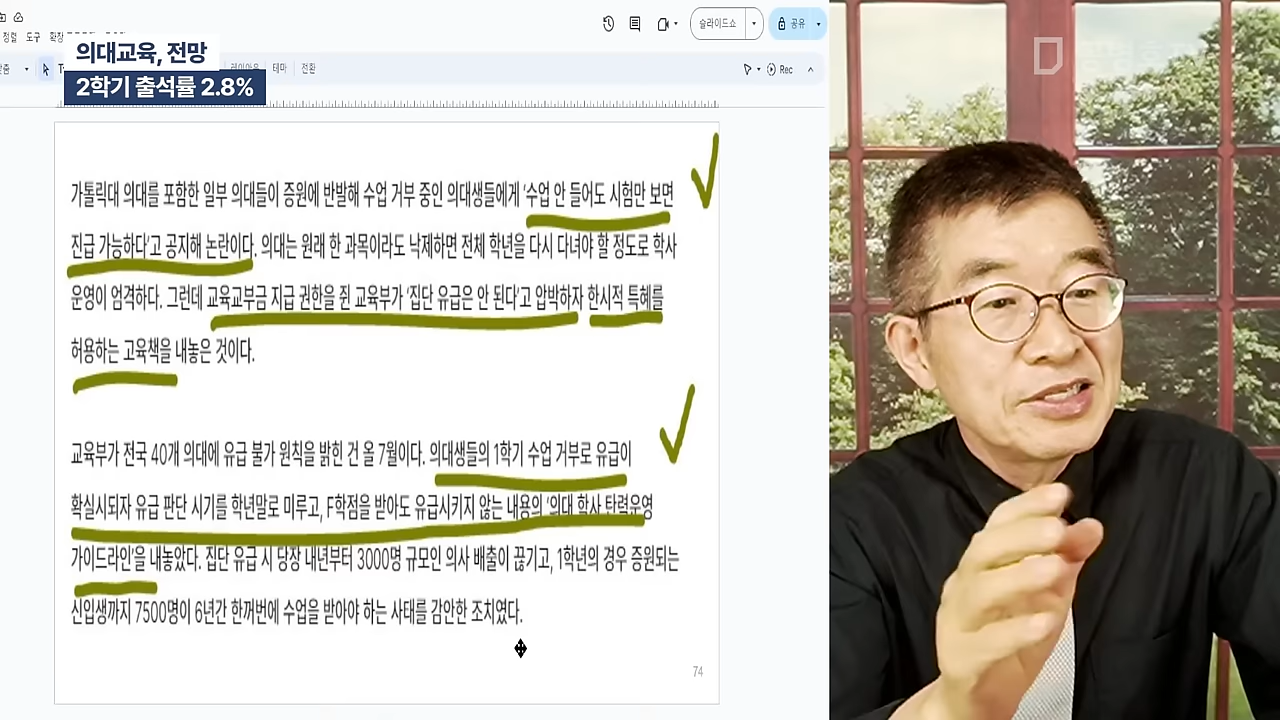 정렬 도구
슬라이드쇼
공유
의대교육, 전망
2학기 출석률 2.8%
레이아웃 테마 전환
Rec
가톨릭대 의대를 포함한 일부 의대들이 증원에 반발해 수업 거부 중인 의대생들에게 '수업 안 들어도 시험만 보면
진급 가능하다'고 공지해 논란이다. 의대는 원래 한 과목이라도 낙제하면 전체 학년을 다시 다녀야 할 정도로 학사
운영이 엄격하다. 그런데 교육교부금 지급 권한을 쥔 교육부가 '집단 유급은 안 된다'고 압박하자 한시적 특혜를
허용하는 고육책을 내놓은 것이다.
교육부가 전국 40개 의대에 유급 불가 원칙을 밝힌 건 올 7월이다. 의대생들의 1학기 수업 거부로 유급이
확실시되자 유급 판단 시기를 학년말로 미루고, F학점을 받아도 유급시키지 않는 내용의 '의대 학사 탄력운영
가이드라인'을 내놓았다. 집단 유급 시 당장 내년부터 3000명 규모인 의사 배출이 끊기고, 1학년의 경우 증원되는
신입생까지 7500명이 6년간 한꺼번에 수업을 받아야 하는 사태를 감안한 조치였다.
74